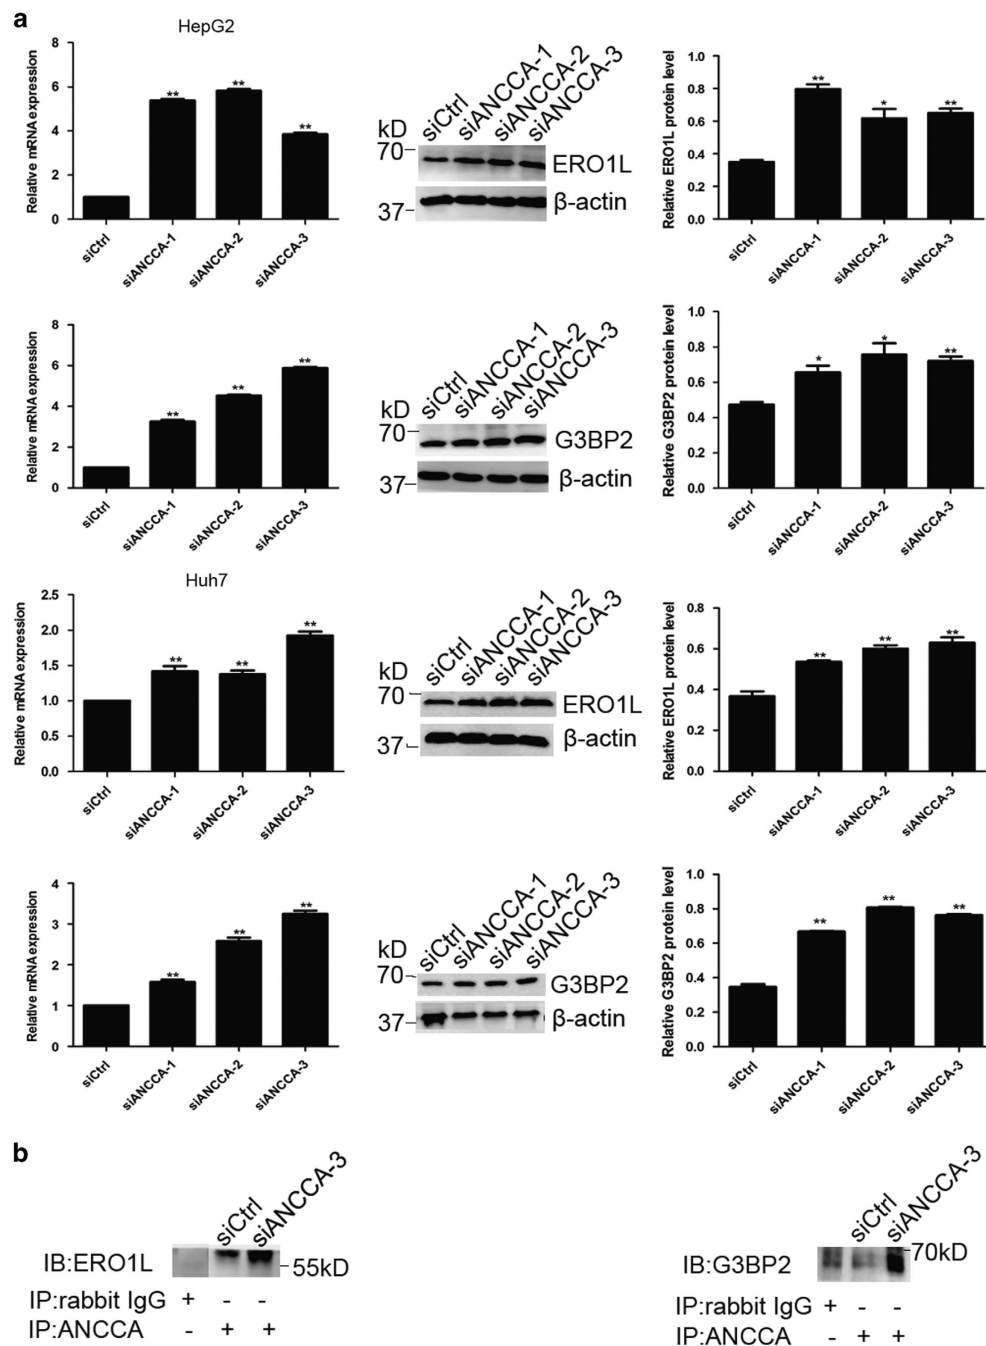 a
HepG2
Relative mRNA expression
8
6
4
2
0
**
**
**
siCtrl
siANCCA-1
siANCCA-2
siANCCA-3
siCtrl
siANCCA-1
siANCCA-2
siANCCA-3
kD
70
37
ERO1L
β-actin
Relative ERO1L protein level
1.0
0.8
0.6
0.4
0.2
0.0
**
*
**
siCtrl
siANCCA-1
siANCCA-2
siANCCA-3
Relative mRNA expression
8
6
4
2
0
**
**
**
siCtrl
siANCCA-1
siANCCA-2
siANCCA-3
siCtrl
siANCCA-1
siANCCA-2
siANCCA-3
kD
70
37
G3BP2
β-actin
Relative G3BP2 protein level
1.0
0.8
0.6
0.4
0.2
0.0
*
*
**
siCtrl
siANCCA-1
siANCCA-2
siANCCA-3
Huh7
Relative mRNA expression
2.5
2.0
1.5
1.0
0.5
0.0
**
**
**
siCtrl
siANCCA-1
siANCCA-2
siANCCA-3
siCtrl
siANCCA-1
siANCCA-2
siANCCA-3
kD
70
37
ERO1L
β-actin
Relative ERO1L protein level
0.8
0.6
0.4
0.2
0.0
**
**
**
siCtrl
siANCCA-1
siANCCA-2
siANCCA-3
Relative mRNA expression
4
3
2
1
0
**
**
**
siCtrl
siANCCA-1
siANCCA-2
siANCCA-3
siCtrl
siANCCA-1
siANCCA-2
siANCCA-3
kD
70
37
G3BP2
β-actin
Relative G3BP2 protein level
1.0
0.8
0.6
0.4
0.2
0.0
**
**
**
siCtrl
siANCCA-1
siANCCA-2
siANCCA-3
b
siCtrl
siANCCA-3
IB:ERO1L
55kD
IP:rabbit IgG + - -
IP:ANCCA - + +
siCtrl
siANCCA-3
70kD
IB:G3BP2
IP:rabbit IgG + - -
IP:ANCCA - + +